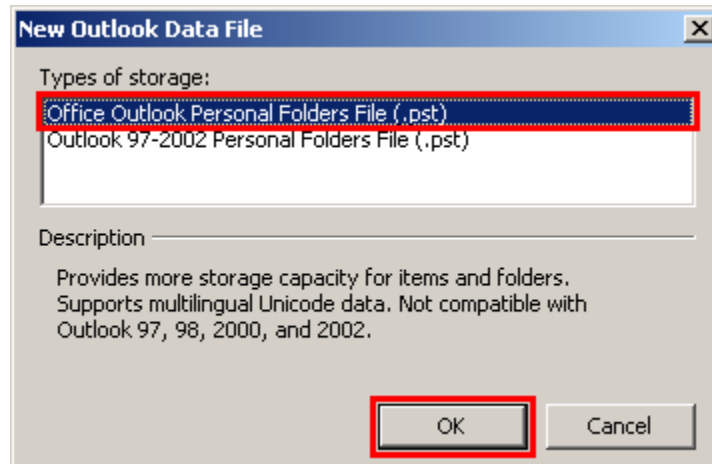 New Outlook Data File
Types of storage:
Office Outlook Personal Folders File (.pst)
Outlook 97-2002 Personal Folders File (.pst)
Description
Provides more storage capacity for items and folders.
Supports multilingual Unicode data. Not compatible with
Outlook 97, 98, 2000, and 2002.
OK
Cancel